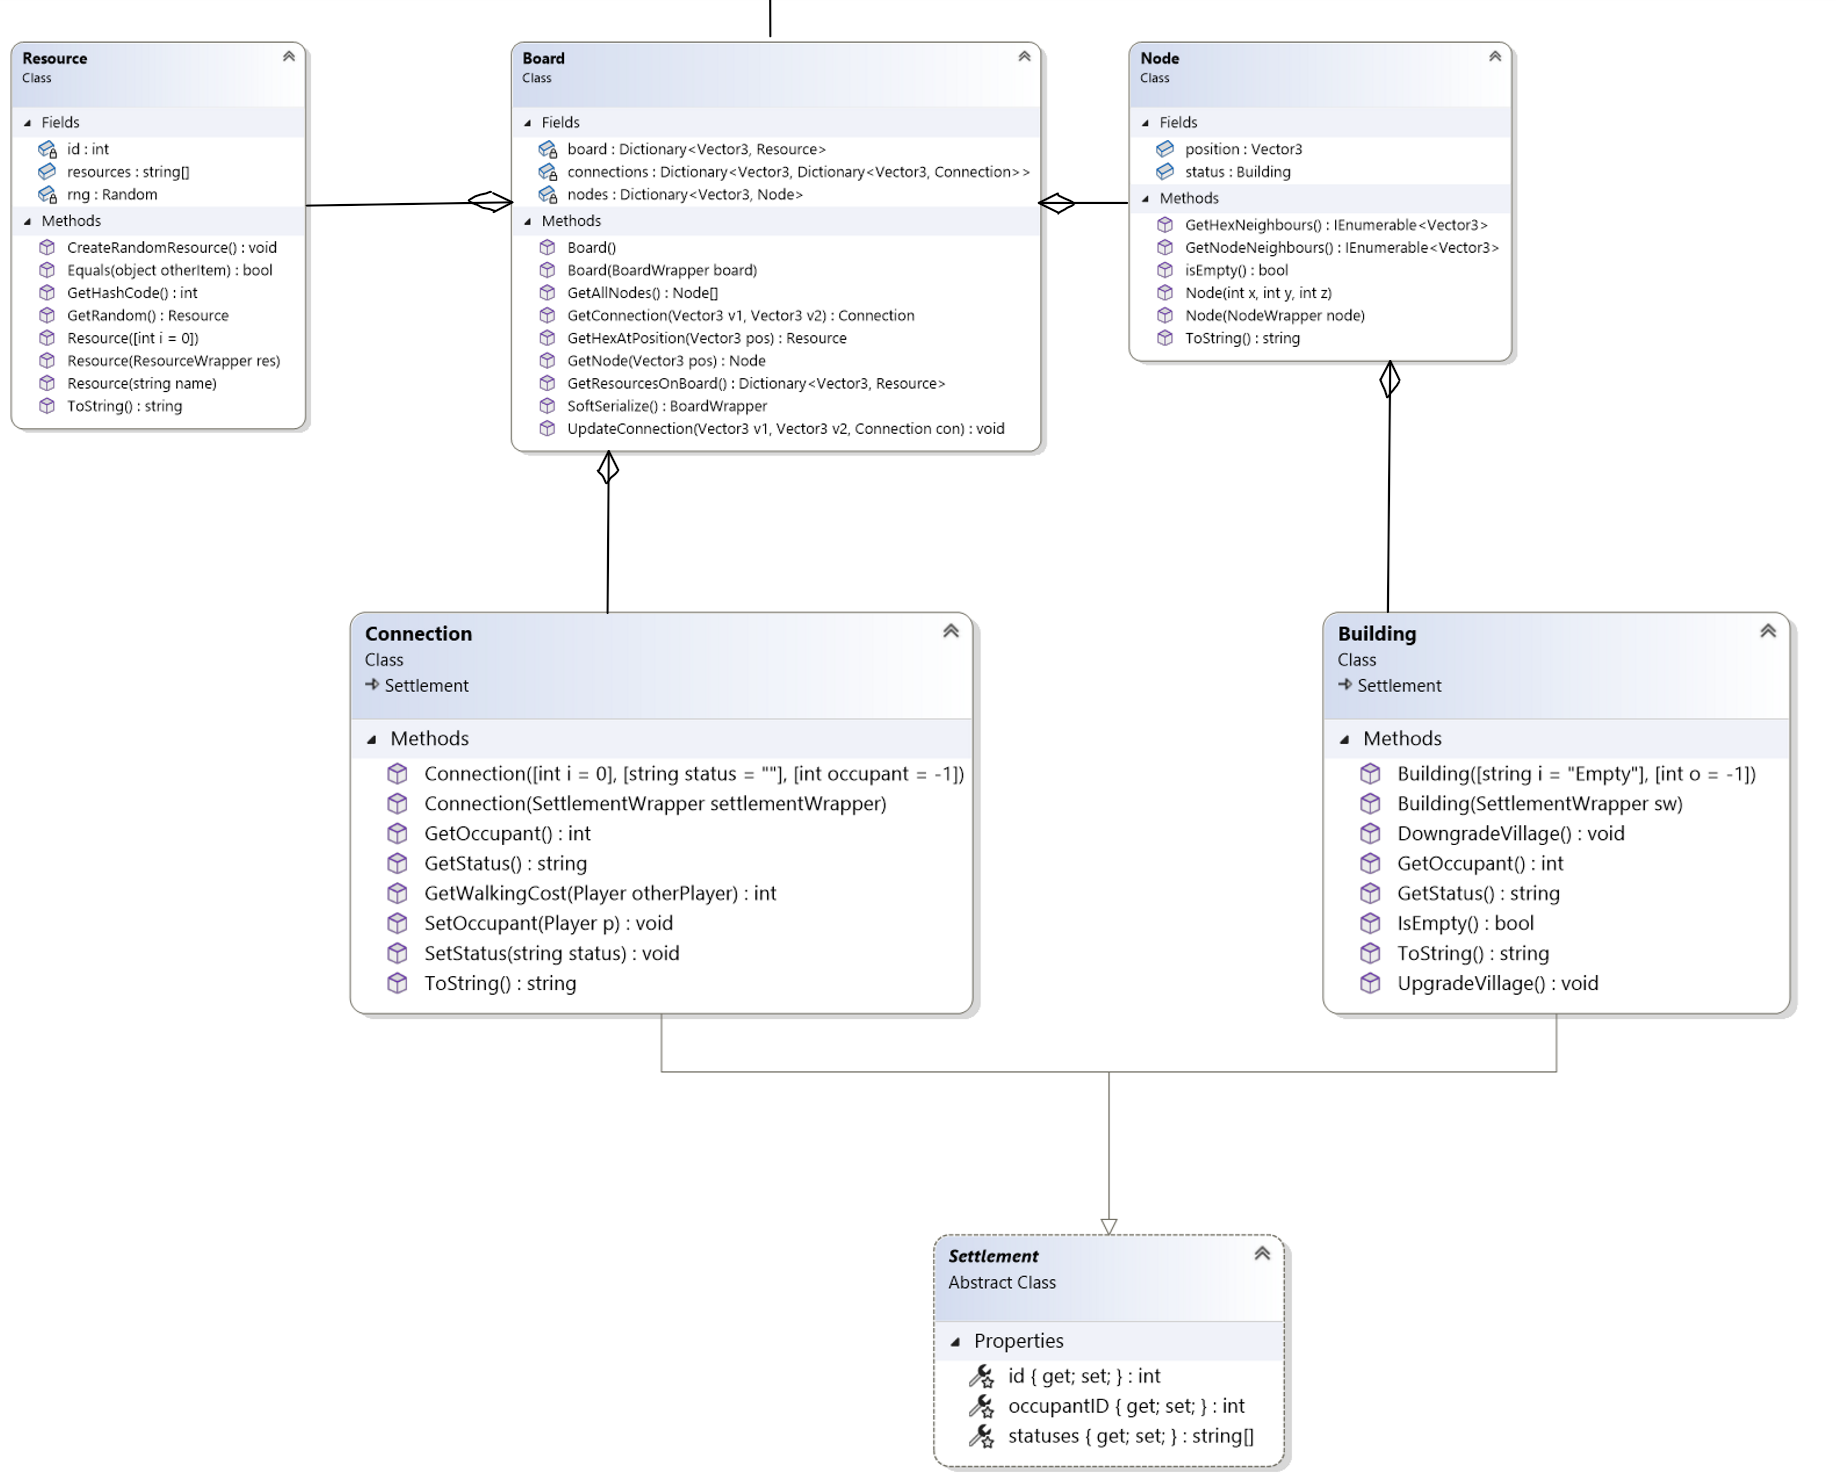 Resource
Class
Fields
id : int
resources : string[]
rng : Random
Methods
CreateRandomResource() : void
Equals(object otherItem) : bool
GetHashCode() : int
GetRandom() : Resource
Resource([int i = 0])
Resource(ResourceWrapper res)
Resource(string name)
ToString() : string
Board
Class
Fields
board : Dictionary<Vector3, Resource>
connections : Dictionary<Vector3, Dictionary<Vector3, Connection>>
nodes : Dictionary<Vector3, Node>
Methods
Board()
Board(BoardWrapper board)
GetAllNodes() : Node[]
GetConnection(Vector3 v1, Vector3 v2) : Connection
GetHexAtPosition(Vector3 pos) : Resource
GetNode(Vector3 pos) : Node
GetResourcesOnBoard() : Dictionary<Vector3, Resource>
SoftSerialize() : BoardWrapper
UpdateConnection(Vector3 v1, Vector3 v2, Connection con) : void
Node
Class
Fields
position : Vector3
status : Building
Methods
GetHexNeighbours() : IEnumerable<Vector3>
GetNodeNeighbours() : IEnumerable<Vector3>
isEmpty() : bool
Node(int x, int y, int z)
Node(NodeWrapper node)
ToString() : string
Connection
Class
Settlement
Methods
Connection([int i = 0], [string status = ""], [int occupant = -1])
Connection(SettlementWrapper settlementWrapper)
GetOccupant() : int
GetStatus() : string
GetWalkingCost(Player otherPlayer) : int
SetOccupant(Player p) : void
SetStatus(string status) : void
ToString() : string
Building
Class
Settlement
Methods
Building([string i = "Empty"], [int o = -1])
Building(SettlementWrapper sw)
DowngradeVillage() : void
GetOccupant() : int
GetStatus() : string
IsEmpty() : bool
ToString() : string
UpgradeVillage() : void
Settlement
Abstract Class
Properties
id { get; set; } : int
occupantID { get; set; } : int
statuses { get; set; } : string[]